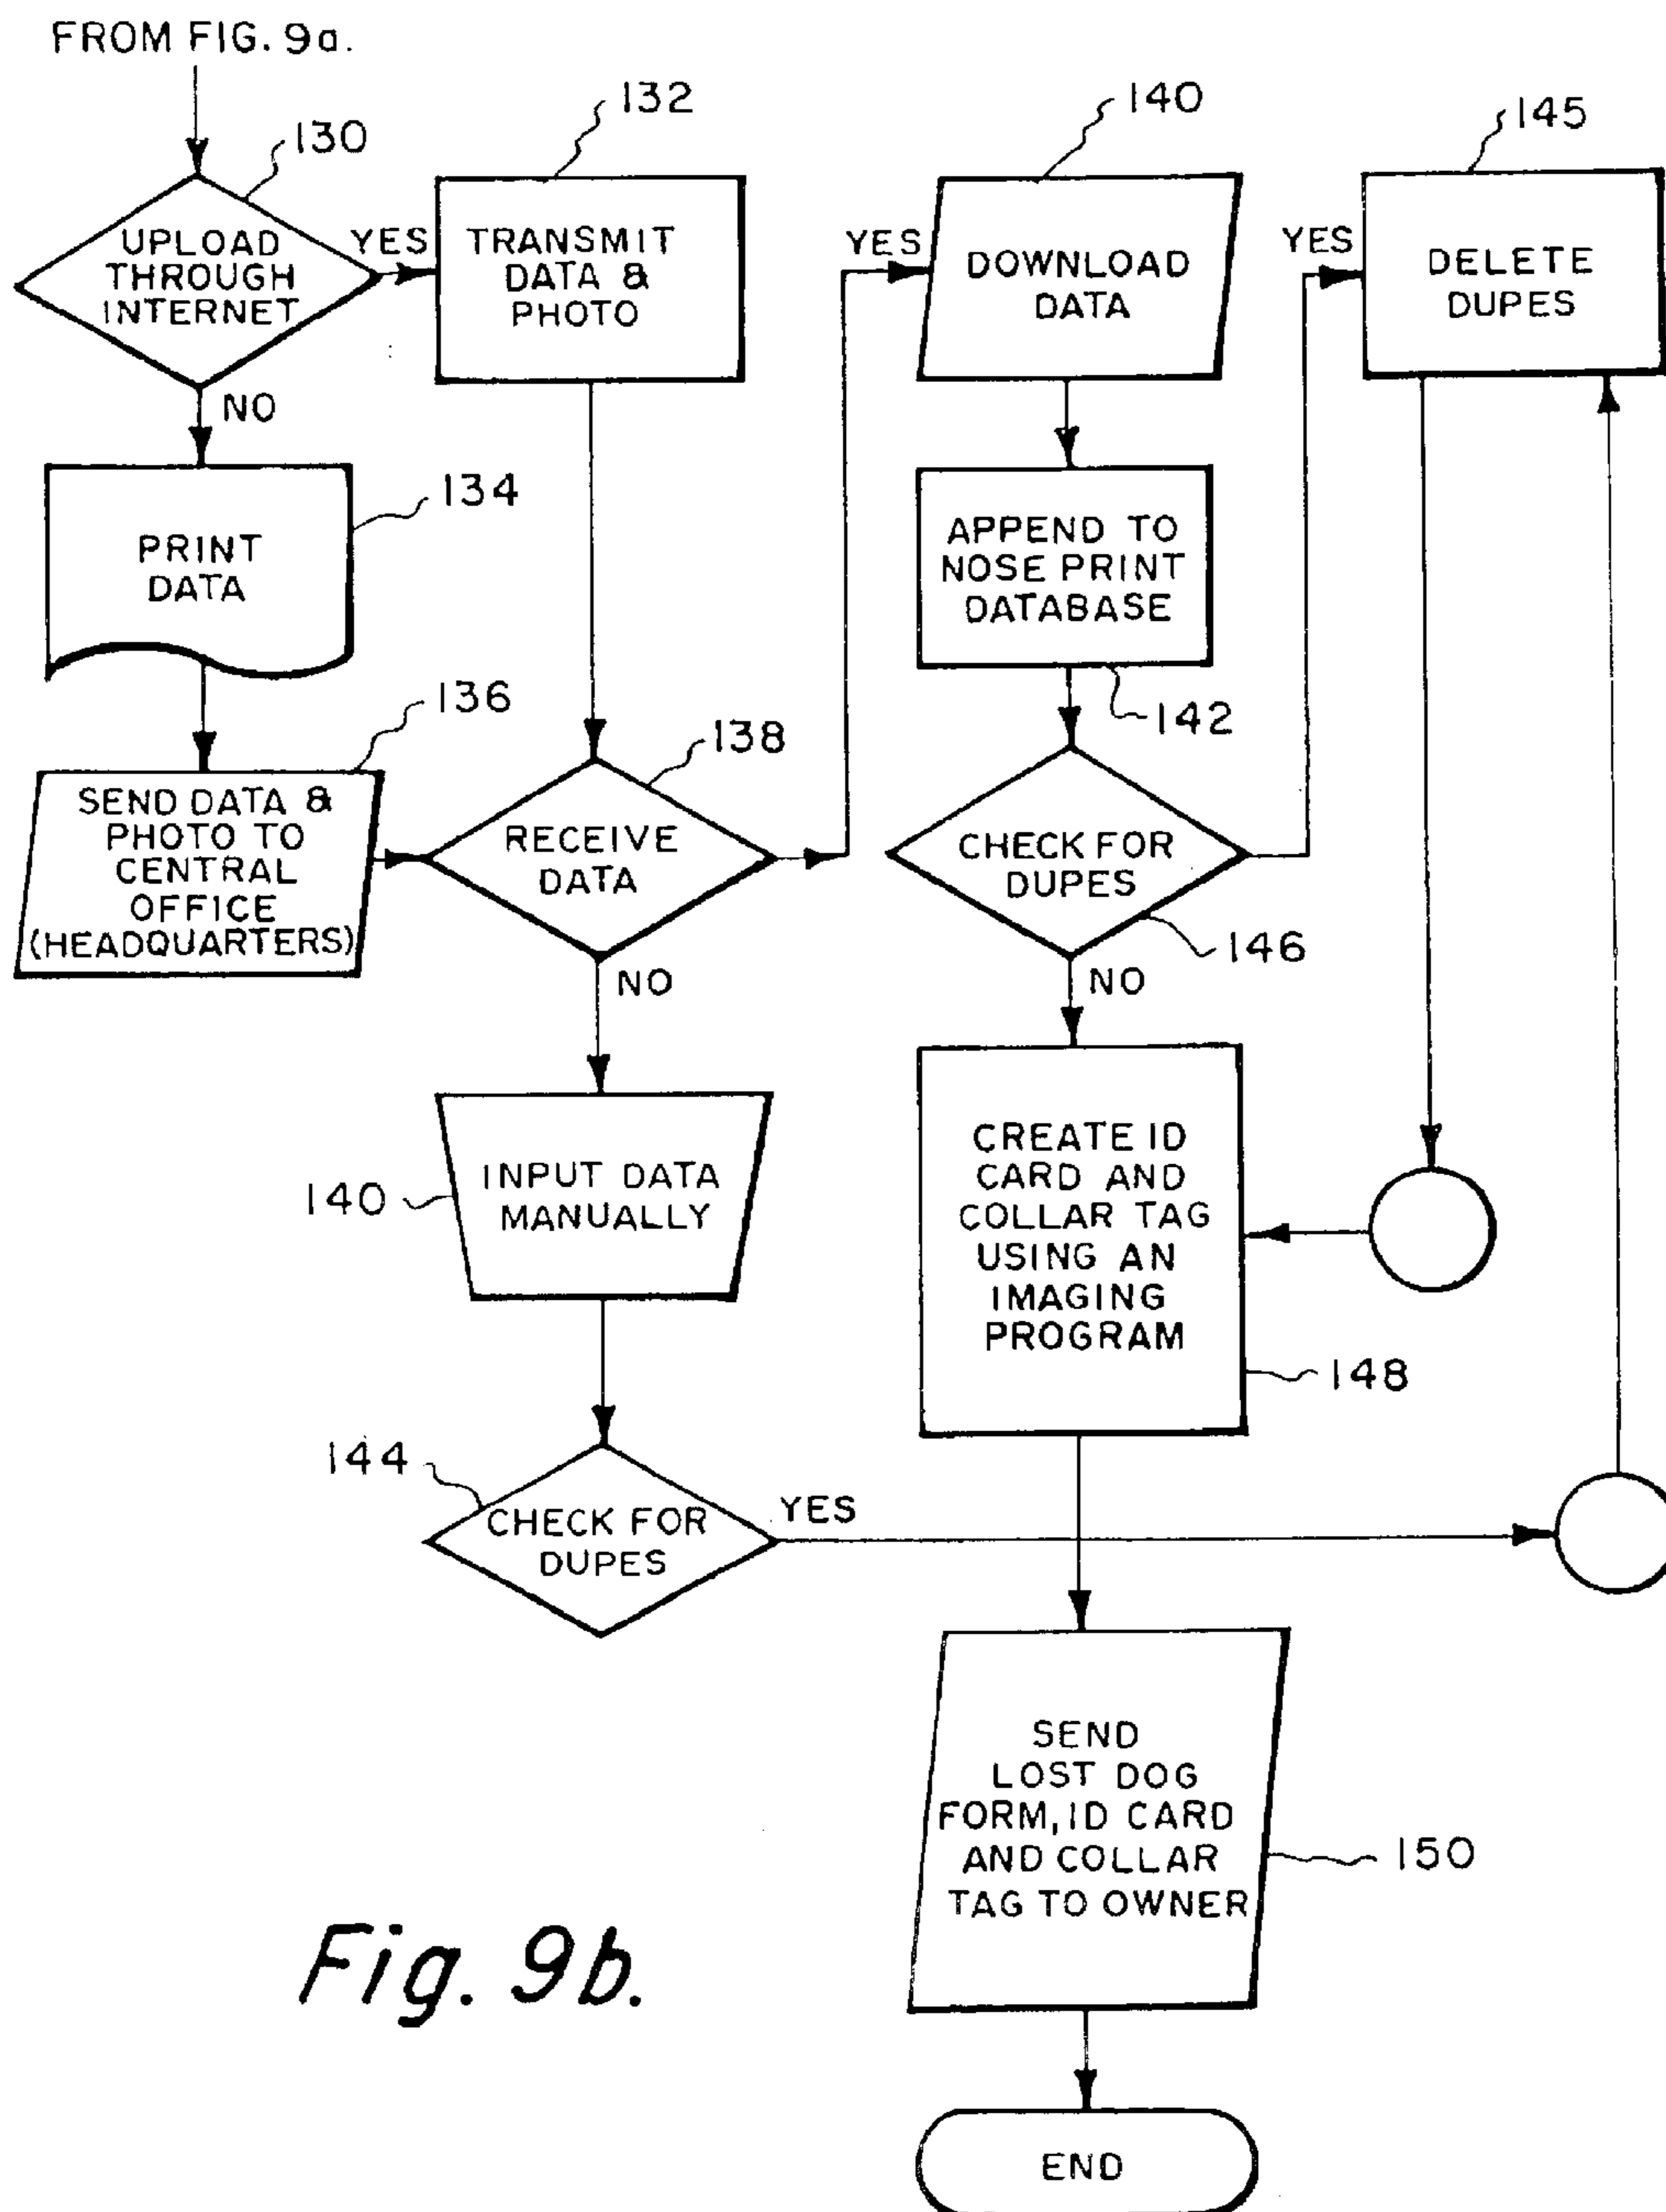 FROM FIG. 9a.
130
UPLOAD
THROUGH
INTERNET
YES
NO
132
TRANSMIT
DATA &
PHOTO
134
PRINT
DATA
136
SEND DATA &
PHOTO TO
CENTRAL
OFFICE
(HEADQUARTERS)
138
RECEIVE
DATA
YES
NO
140
DOWNLOAD
DATA
APPEND TO
NOSE PRINT
DATABASE
142
CHECK FOR
DUPES
146
YES
NO
145
DELETE
DUPES
140
INPUT DATA
MANUALLY
144
CHECK FOR
DUPES
YES
CREATE ID
CARD AND
COLLAR TAG
USING AN
IMAGING
PROGRAM
148
SEND
LOST DOG
FORM, ID CARD
AND COLLAR
TAG TO OWNER
150
END
Fig. 9b.